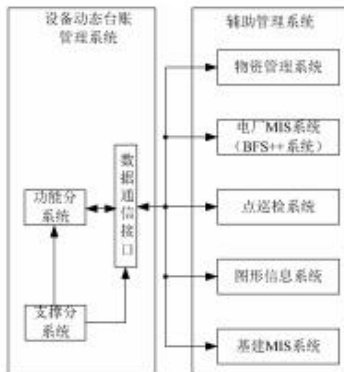 设备动态台账
管理系统
功能分
系统
支撑分
系统
数据通信接口
辅助管理系统
物资管理系统
电厂MIS系统
(BFS++系统)
点巡检系统
图形信息系统
基建MIS系统